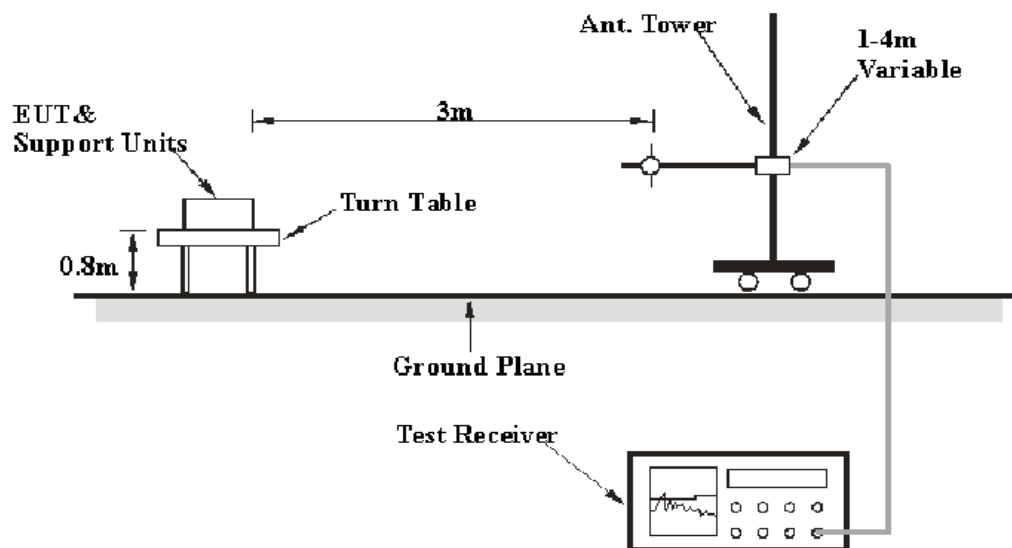 Ant. Tower
1-4m
Variable
3m
EUT&
Support Units
Turn Table
0.8m
Ground Plane
Test Receiver